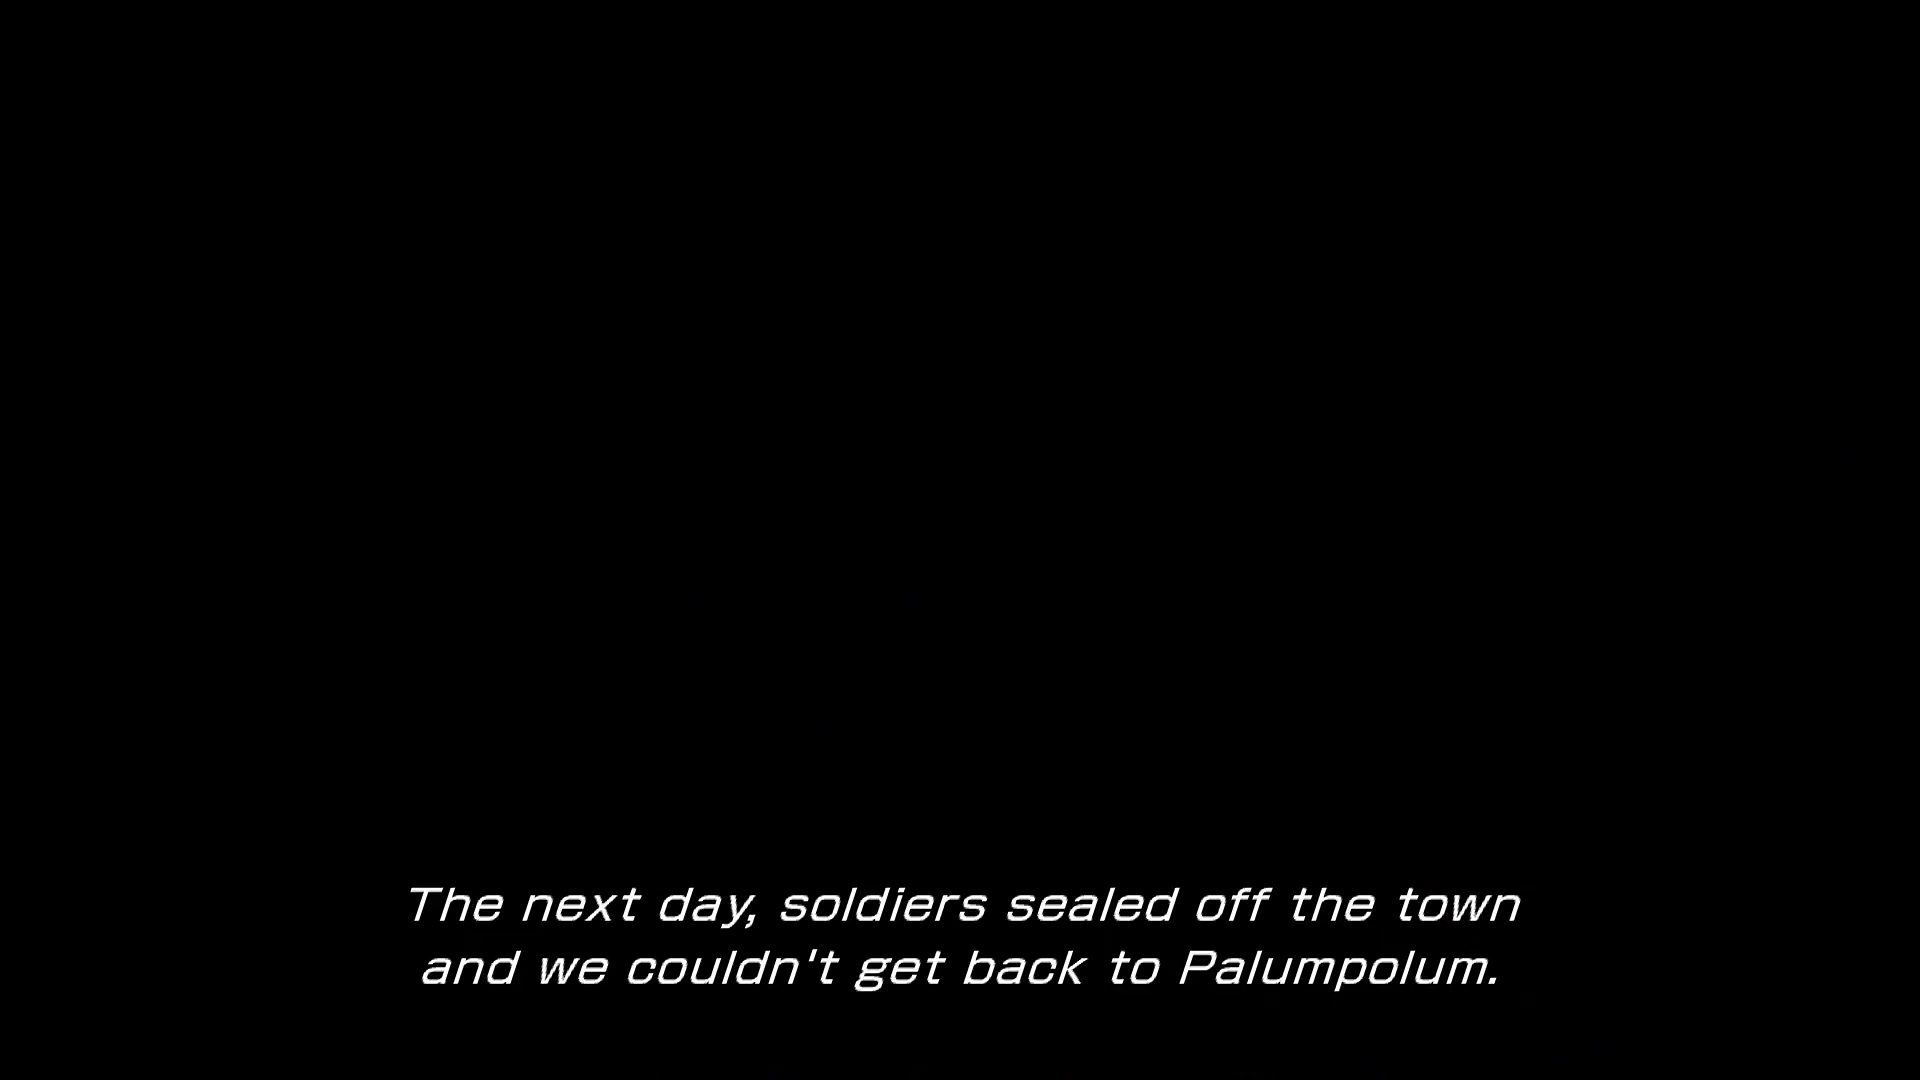 The next day, soldiers sealed off the town
and we couldn't get back to Palumpolum.